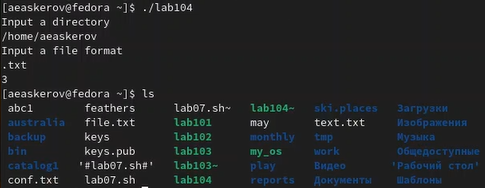 [aeaskerov@fedora ~]$ ./lab104
Input a directory
/home/aeaskerov
Input a file format
.txt
3
[aeaskerov@fedora ~]$ ls
abc1 feathers lab07.sh~ lab104~ ski.places Загрузки
australia file.txt lab101 may text.txt Изображения
backup keys lab102 monthly tmp Музыка
bin keys.pub lab103 my_os work Общедоступные
catalog1 '#lab07.sh#' lab103~ play Видео 'Рабочий стол'
conf.txt lab07.sh lab104 reports Документы Шаблоны